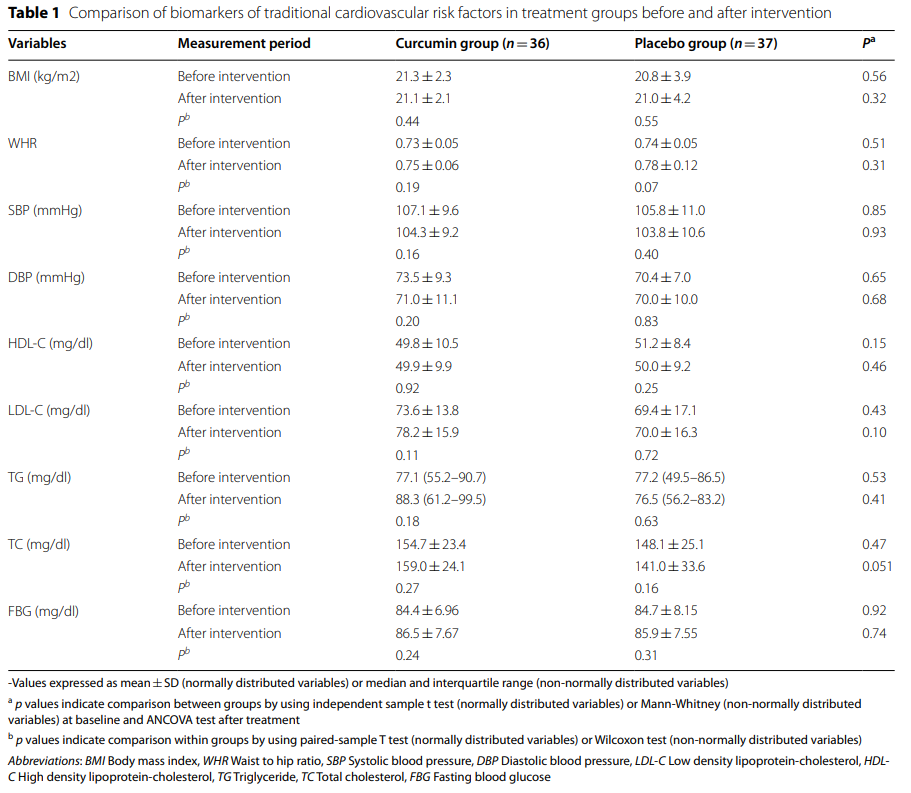 Table 1 Comparison of biomarkers of traditional cardiovascular risk factors in treatment groups before and after intervention
Variables Measurement period Curcumin group (n = 36) Placebo group (n = 37) Pa
BMI (kg/m2) Before intervention 21.3 ± 2.3 20.8 ± 3.9 0.56
After intervention 21.1 ± 2.1 21.0 ± 4.2 0.32
Pb 0.44 0.55
WHR Before intervention 0.73 ± 0.05 0.74 ± 0.05 0.51
After intervention 0.75 ± 0.06 0.78 ± 0.12 0.31
Pb 0.19 0.07
SBP (mmHg) Before intervention 107.1 ± 9.6 105.8 ± 11.0 0.85
After intervention 104.3 ± 9.2 103.8 ± 10.6 0.93
Pb 0.16 0.40
DBP (mmHg) Before intervention 73.5 ± 9.3 70.4 ± 7.0 0.65
After intervention 71.0 ± 11.1 70.0 ± 10.0 0.68
Pb 0.20 0.83
HDL-C (mg/dl) Before intervention 49.8 ± 10.5 51.2 ± 8.4 0.15
After intervention 49.9 ± 9.9 50.0 ± 9.2 0.46
Pb 0.92 0.25
LDL-C (mg/dl) Before intervention 73.6 ± 13.8 69.4 ± 17.1 0.43
After intervention 78.2 ± 15.9 70.0 ± 16.3 0.10
Pb 0.11 0.72
TG (mg/dl) Before intervention 77.1 (55.2–90.7) 77.2 (49.5–86.5) 0.53
After intervention 88.3 (61.2–99.5) 76.5 (56.2–83.2) 0.41
Pb 0.18 0.63
TC (mg/dl) Before intervention 154.7 ± 23.4 148.1 ± 25.1 0.47
After intervention 159.0 ± 24.1 141.0 ± 33.6 0.051
Pb 0.27 0.16
FBG (mg/dl) Before intervention 84.4 ± 6.96 84.7 ± 8.15 0.92
After intervention 86.5 ± 7.67 85.9 ± 7.55 0.74
Pb 0.24 0.31
-Values expressed as mean ± SD (normally distributed variables) or median and interquartile range (non-normally distributed variables)
a p values indicate comparison between groups by using independent sample t test (normally distributed variables) or Mann-Whitney (non-normally distributed
variables) at baseline and ANCOVA test after treatment
b p values indicate comparison within groups by using paired-sample T test (normally distributed variables) or Wilcoxon test (non-normally distributed variables)
Abbreviations: BMI Body mass index, WHR Waist to hip ratio, SBP Systolic blood pressure, DBP Diastolic blood pressure, LDL-C Low density lipoprotein-cholesterol, HDL-
C High density lipoprotein-cholesterol, TG Triglyceride, TC Total cholesterol, FBG Fasting blood glucose